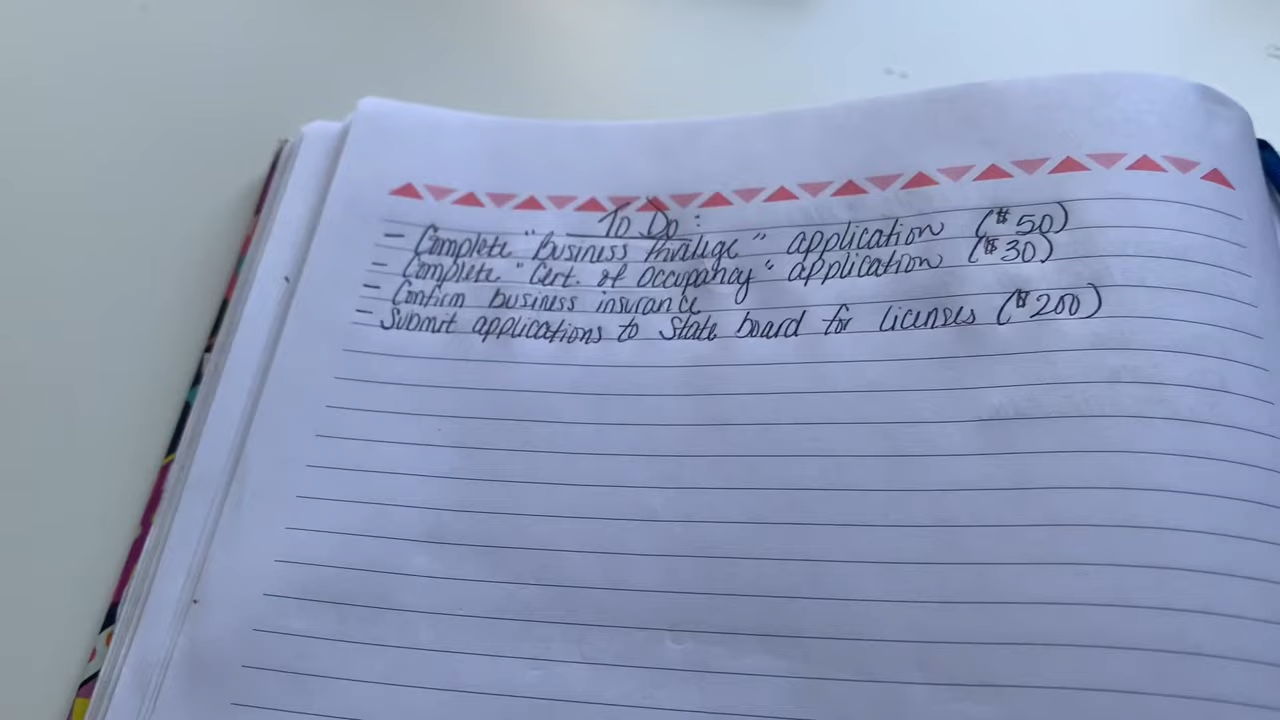 To Do:
- Complete "Business Privilige" application ($50)
- Complete "Cert. of Occupancy" application ($30)
- Confirm business insurance
- Submit applications to State board for licenses ($200)